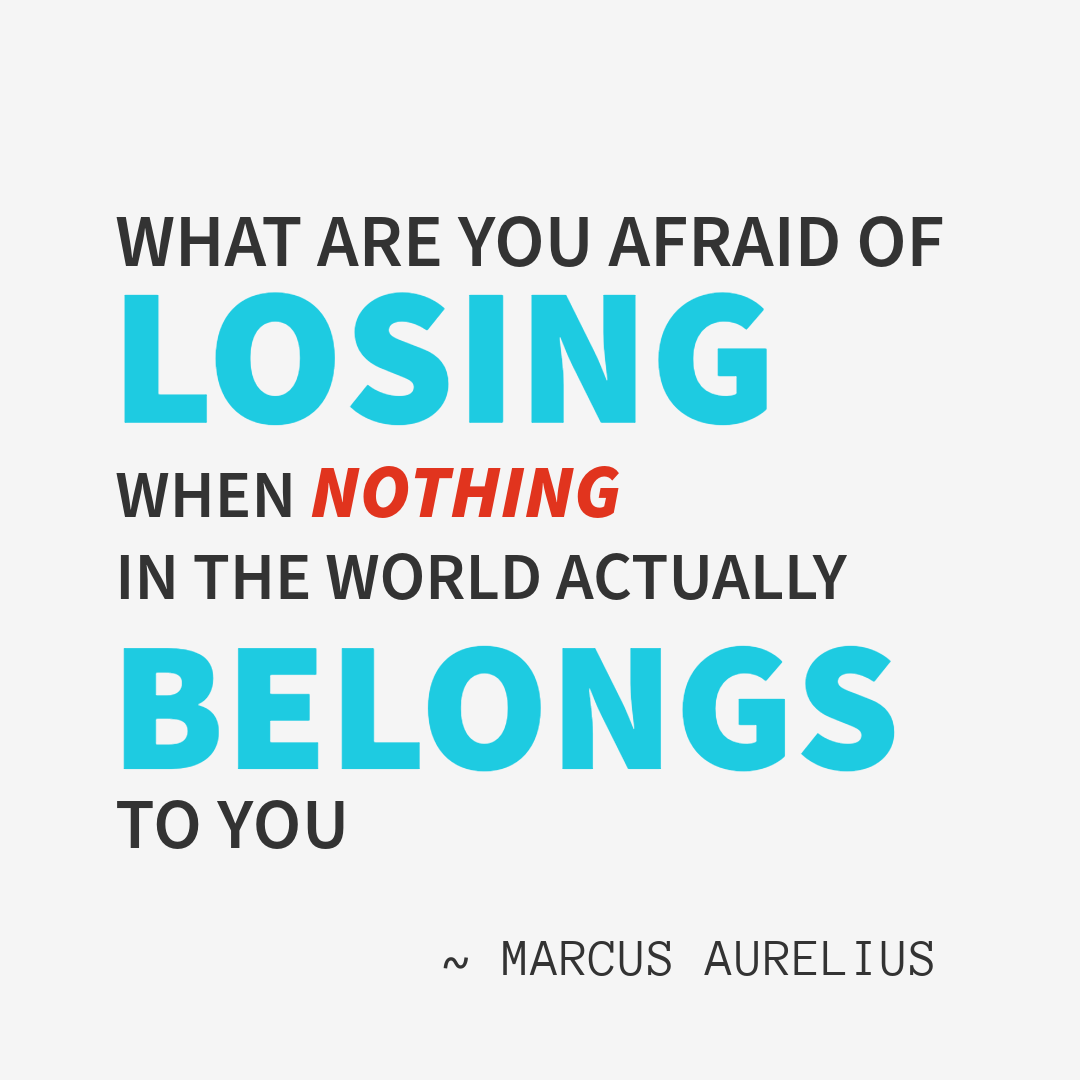 WHAT ARE YOU AFRAID OF
LOSING
WHEN NOTHING
IN THE WORLD ACTUALLY
BELONGS
TO YOU
~ MARCUS AURELIUS